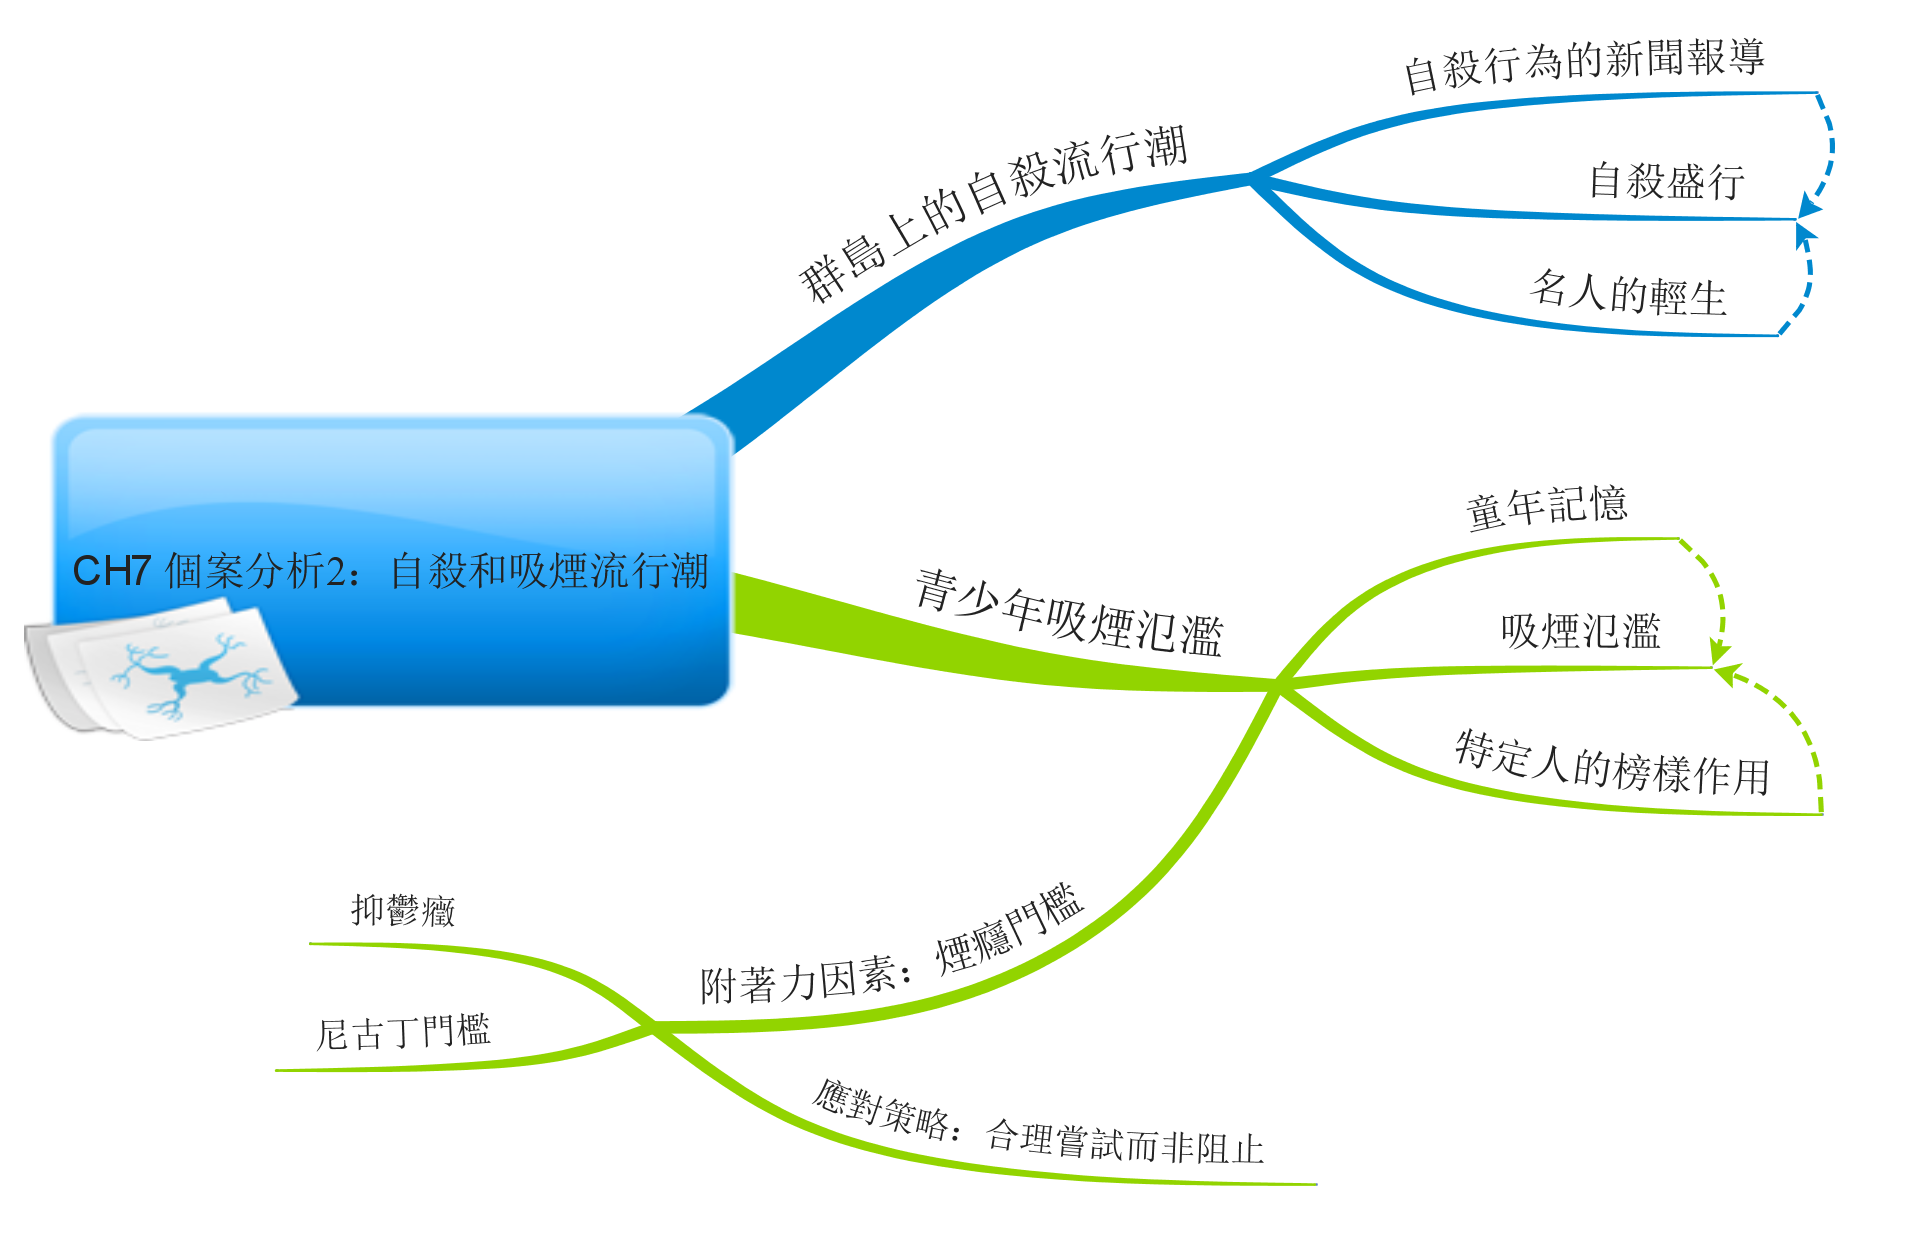 自殺行為的新聞報導
群島上的自殺流行潮
自殺盛行
名人的輕生
CH7 個案分析2：自殺和吸煙流行潮
童年記憶
青少年吸煙氾濫
吸煙氾濫
特定人的榜樣作用
抑鬱癥
附著力因素：煙癮門檻
尼古丁門檻
應對策略：合理嘗試而非阻止